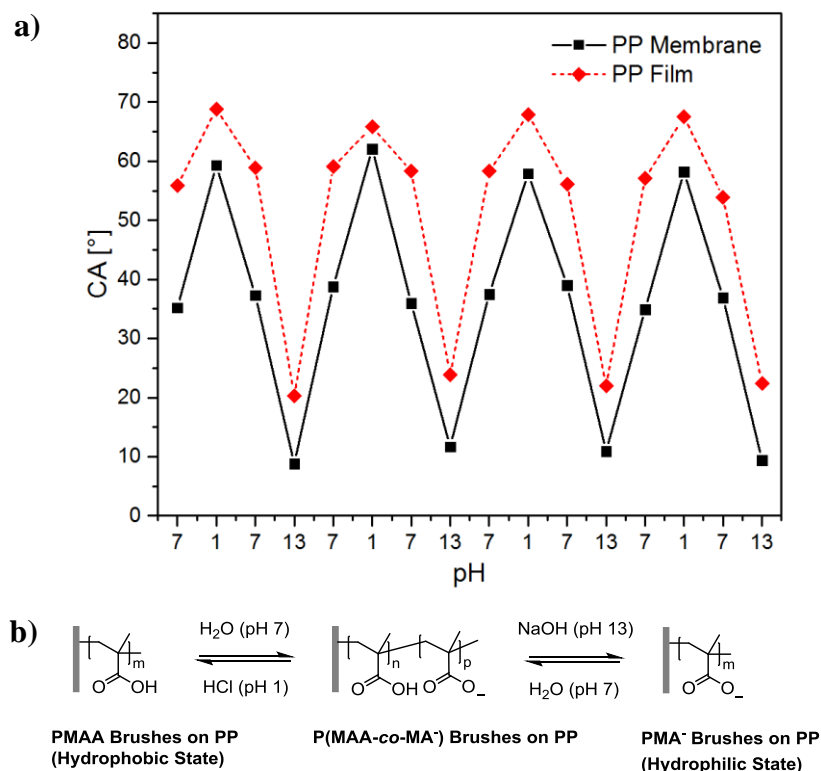 a)
80
70
60
50
40
30
20
10
0
CA [°]
PP Membrane
PP Film
7 1 7 13 7 1 7 13 7 1 7 13 7 1 7 13
pH
b)
H₂O (pH 7)
HCl (pH 1)
NaOH (pH 13)
H₂O (pH 7)
m
n
p
m
O OH
O OH O −
O O−
PMAA Brushes on PP
(Hydrophobic State)
P(MAA-co-MA⁻) Brushes on PP
PMA⁻ Brushes on PP
(Hydrophilic State)